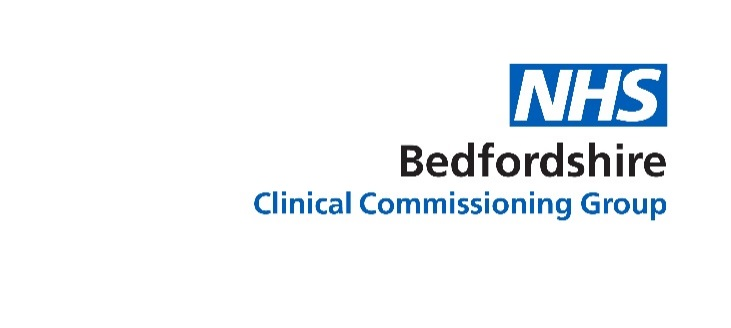 NHS
Bedfordshire
Clinical Commissioning Group